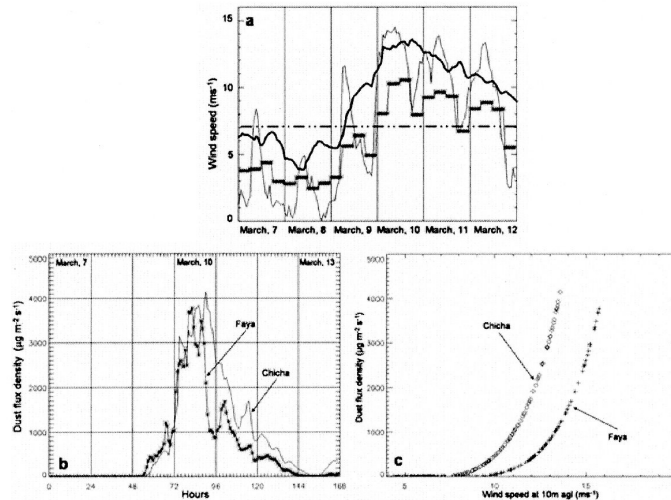 a
Wind speed (ms⁻¹)
15
10
5
0
March, 7 March, 8 March, 9 March, 10 March, 11 March, 12
March, 7 March, 10 March, 13
Dust flux density (µg m⁻² s⁻¹)
5000
4000
3000
2000
1000
0
Faya
Chicha
b
0 24 48 72 96 120 144 168
Hours
Dust flux density (µg m⁻² s⁻¹)
5000
4000
3000
2000
1000
0
Chicha
Faya
c
5 10 15
Wind speed at 10m agl (ms⁻¹)